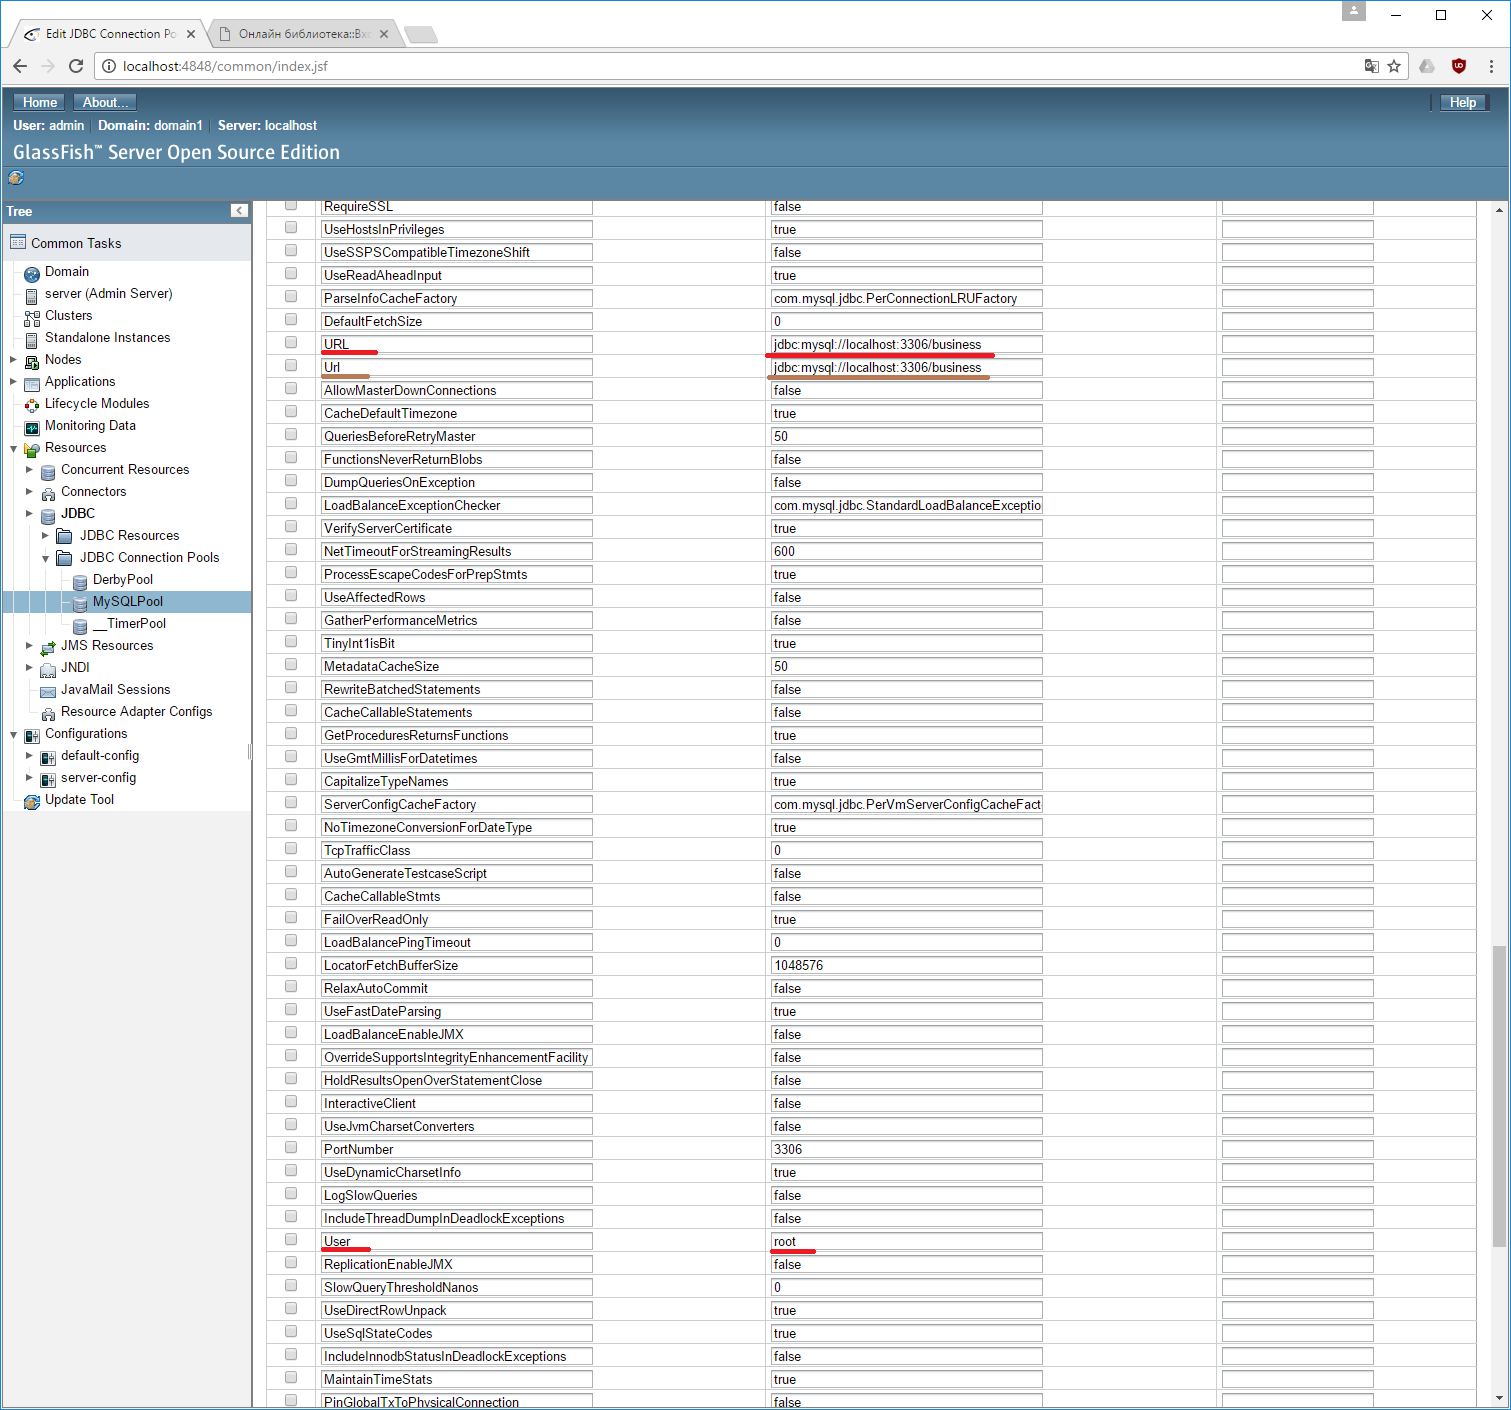 Edit JDBC Connection Po
Онлайн библиотека::Вхо
localhost:4848/common/index.jsf
Home About... Help
User: admin Domain: domain1 Server: localhost
GlassFish™ Server Open Source Edition
Tree
Common Tasks
Domain
server (Admin Server)
Clusters
Standalone Instances
Nodes
Applications
Lifecycle Modules
Monitoring Data
Resources
Concurrent Resources
Connectors
JDBC
JDBC Resources
JDBC Connection Pools
DerbyPool
MySQLPool
__TimerPool
JMS Resources
JNDI
JavaMail Sessions
Resource Adapter Configs
Configurations
default-config
server-config
Update Tool
RequireSSL false
UseHostsInPrivileges true
UseSSPSCompatibleTimezoneShift false
UseReadAheadInput true
ParseInfoCacheFactory com.mysql.jdbc.PerConnectionLRUFactory
DefaultFetchSize 0
URL jdbc:mysql://localhost:3306/business
Url jdbc:mysql://localhost:3306/business
AllowMasterDownConnections false
CacheDefaultTimezone true
QueriesBeforeRetryMaster 50
FunctionsNeverReturnBlobs false
DumpQueriesOnException false
LoadBalanceExceptionChecker com.mysql.jdbc.StandardLoadBalanceExceptio
VerifyServerCertificate true
NetTimeoutForStreamingResults 600
ProcessEscapeCodesForPrepStmts true
UseAffectedRows false
GatherPerformanceMetrics false
TinyInt1isBit true
MetadataCacheSize 50
RewriteBatchedStatements false
CacheCallableStatements false
GetProceduresReturnsFunctions true
UseGmtMillisForDatetimes false
CapitalizeTypeNames true
ServerConfigCacheFactory com.mysql.jdbc.PerVmServerConfigCacheFact
NoTimezoneConversionForDateType true
TcpTrafficClass 0
AutoGenerateTestcaseScript false
CacheCallableStmts false
FailOverReadOnly true
LoadBalancePingTimeout 0
LocatorFetchBufferSize 1048576
RelaxAutoCommit false
UseFastDateParsing true
LoadBalanceEnableJMX false
OverrideSupportsIntegrityEnhancementFacility false
HoldResultsOpenOverStatementClose false
InteractiveClient false
UseJvmCharsetConverters false
PortNumber 3306
UseDynamicCharsetInfo true
LogSlowQueries false
IncludeThreadDumpInDeadlockExceptions false
User root
ReplicationEnableJMX false
SlowQueryThresholdNanos 0
UseDirectRowUnpack true
UseSqlStateCodes true
IncludeInnodbStatusInDeadlockExceptions false
MaintainTimeStats true
PinGlobalTxToPhysicalConnection false